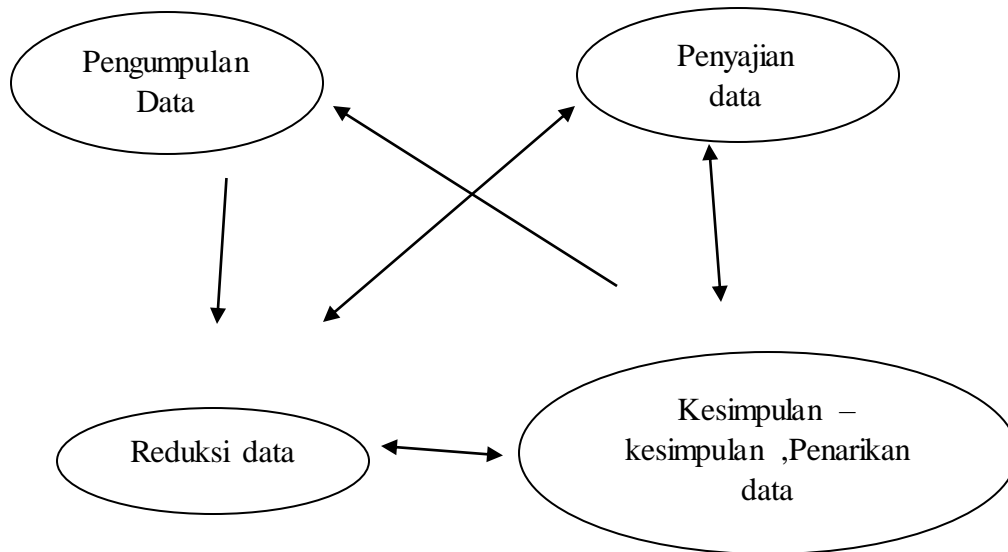 Pengumpulan
Data
Penyajian
data
Reduksi data
Kesimpulan –
kesimpulan ,Penarikan
data